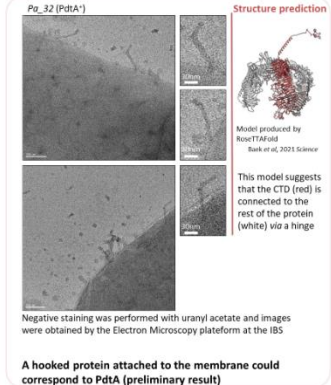 Pa_32 (PdtA⁺)
Structure prediction
30nm
30nm
30nm
Model produced by
RoseTTAFold
Baek et al, 2021 Science
This model suggests
that the CTD (red) is
connected to the
rest of the protein
(white) via a hinge
Negative staining was performed with uranyl acetate and images
were obtained by the Electron Microscopy plateform at the IBS
A hooked protein attached to the membrane could
correspond to PdtA (preliminary result)